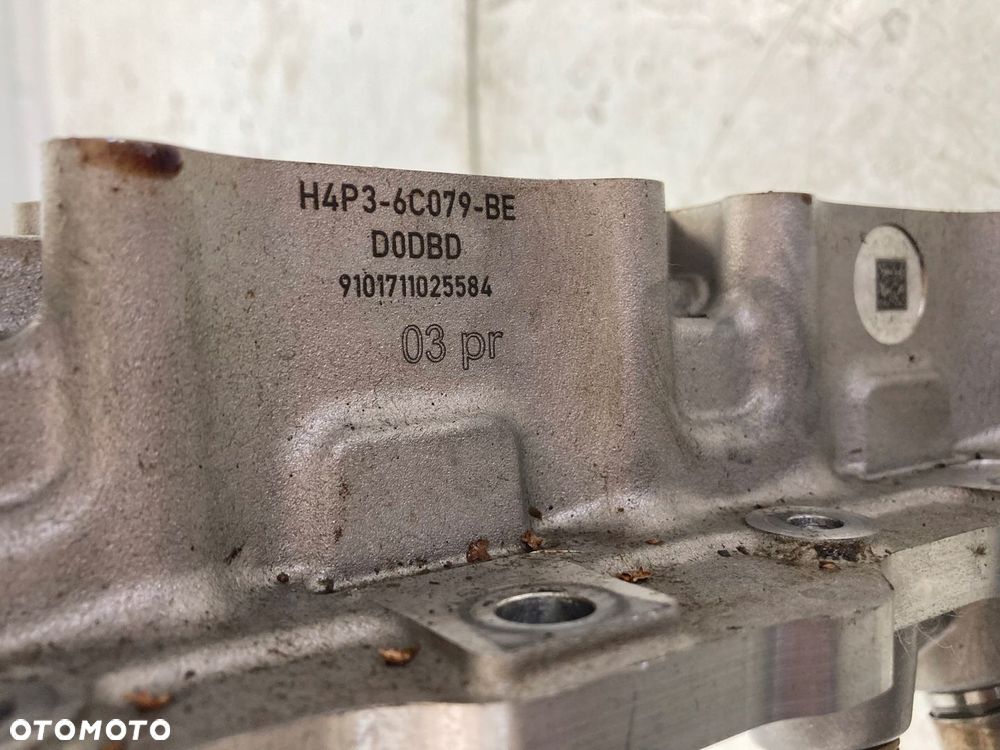 H4P3-6C079-BE
D0DBD
9101711025584
03 pr
OTOMOTO